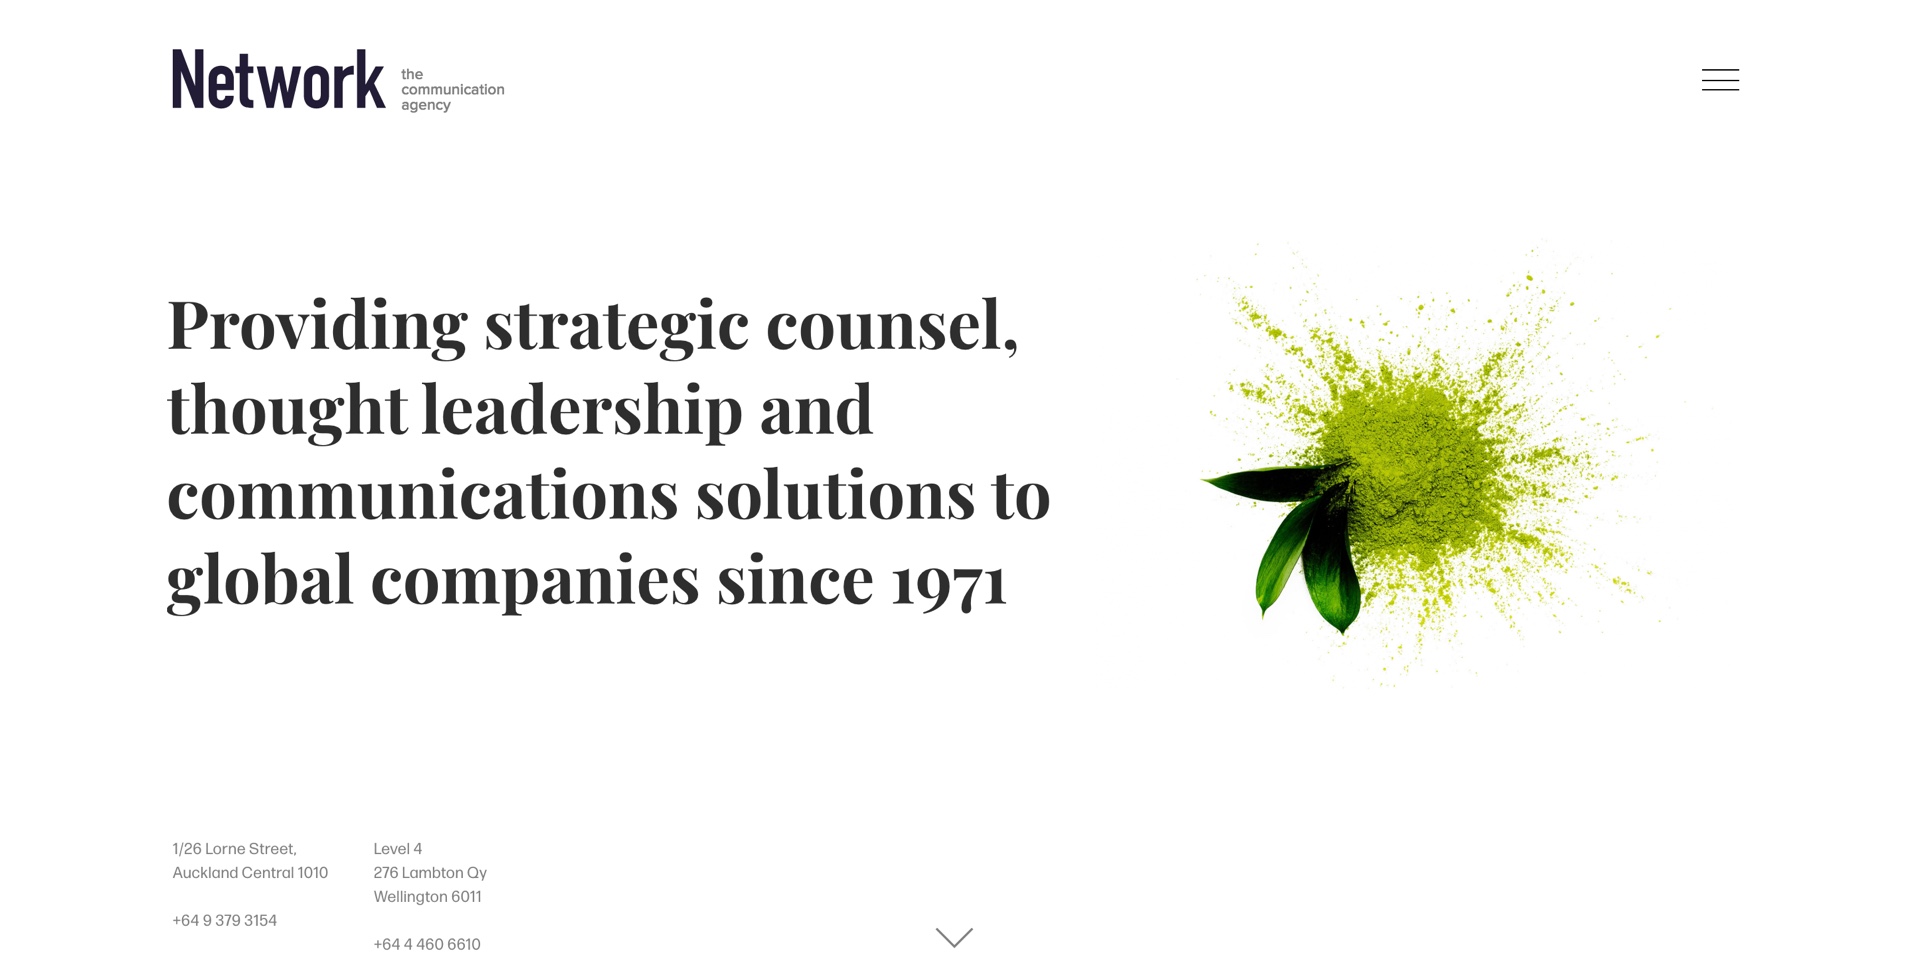 Network
the
communication
agency
Providing strategic counsel,
thought leadership and
communications solutions to
global companies since 1971
1/26 Lorne Street,
Auckland Central 1010
+64 9 379 3154
Level 4
276 Lambton Qy
Wellington 6011
+64 4 460 6610